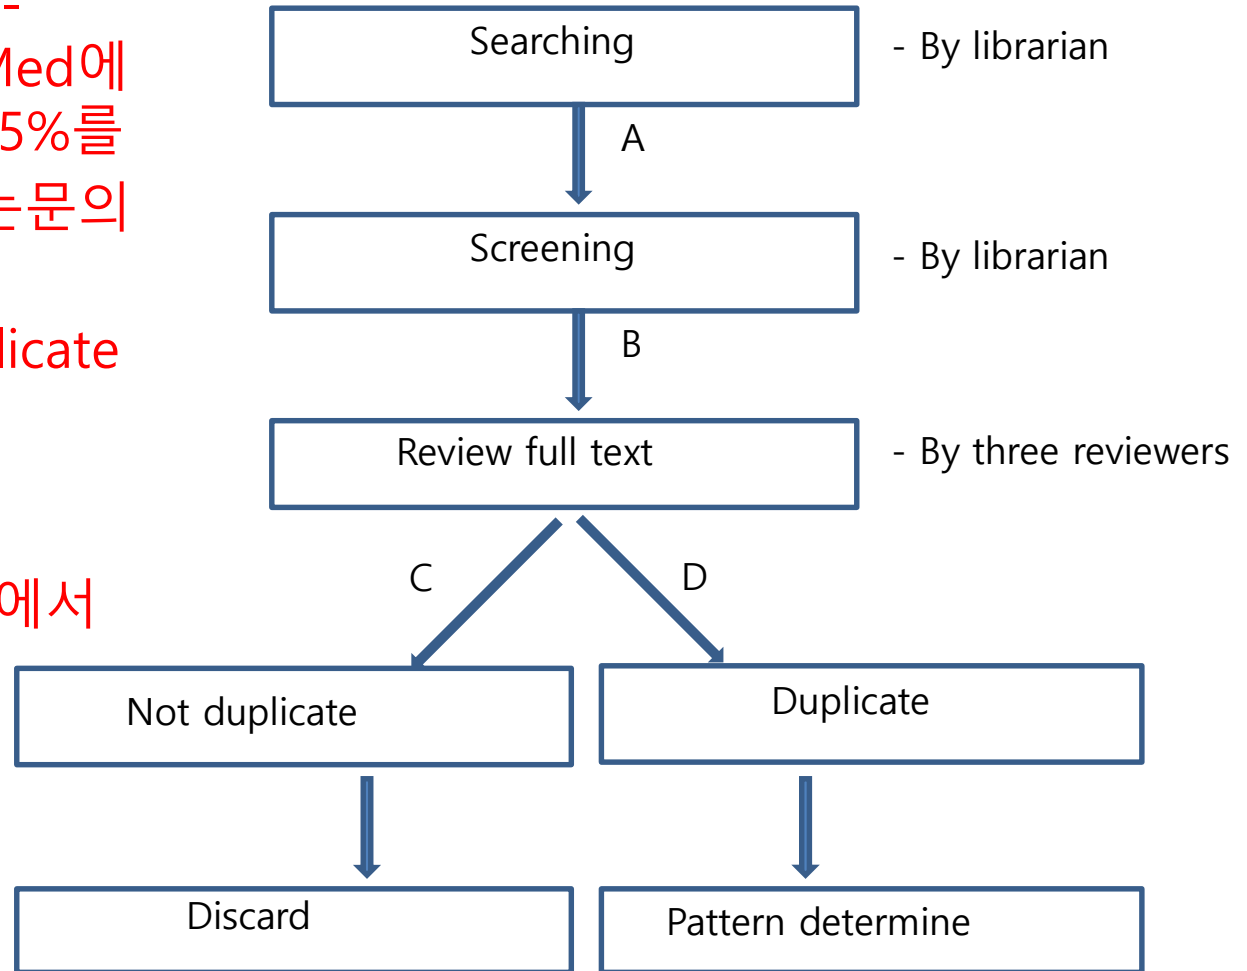 Searching
- By librarian
Med에
5%를
A
논문의
Screening
- By librarian
B
licate
Review full text
- By three reviewers
C
D
에서
Not duplicate
Duplicate
Discard
Pattern determine